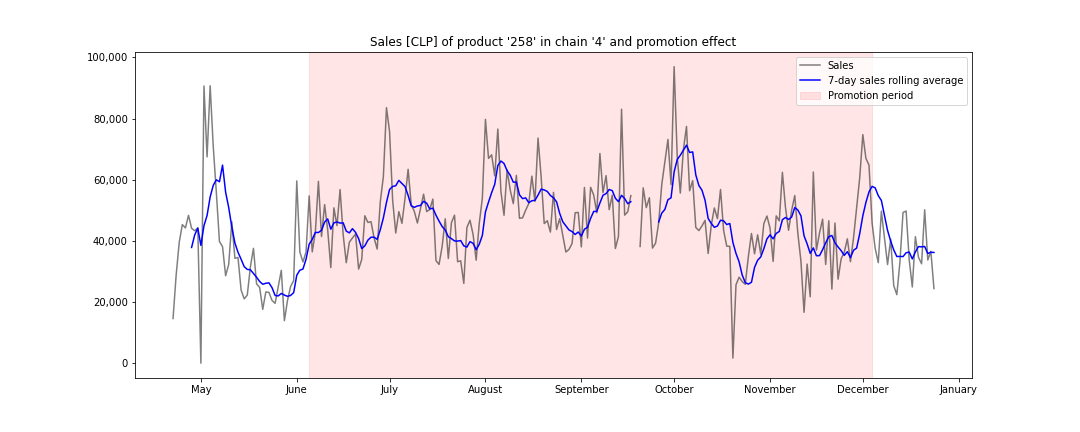 Sales [CLP] of product '258' in chain '4' and promotion effect
100,000
80,000
60,000
40,000
20,000
0
Sales
7-day sales rolling average
Promotion period
May June July August September October November December January